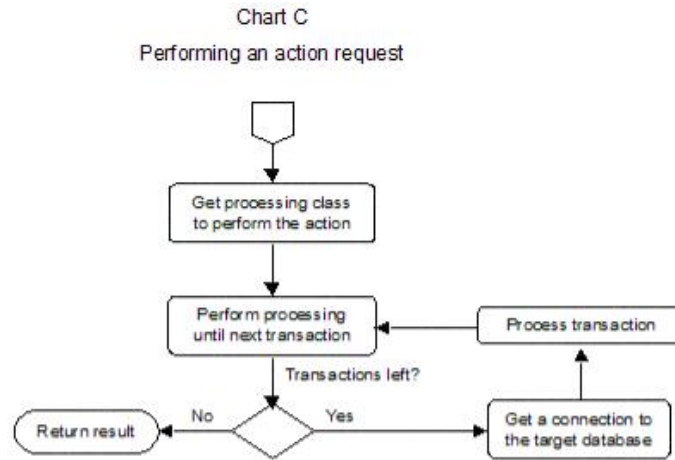 Chart C
Performing an action request
Get processing class
to perform the action
Perform processing
until next transaction
Process transaction
Transactions left?
No
Yes
Return result
Get a connection to
the target database